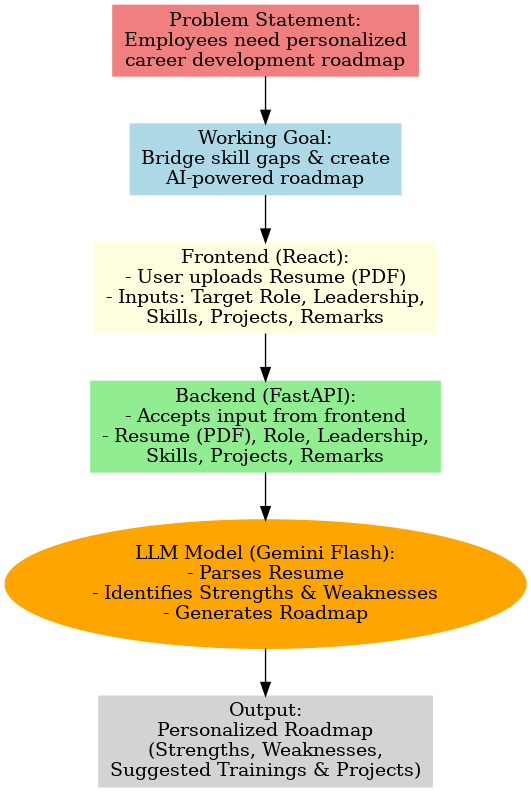 Problem Statement:
Employees need personalized
career development roadmap
Working Goal:
Bridge skill gaps & create
AI-powered roadmap
Frontend (React):
- User uploads Resume (PDF)
- Inputs: Target Role, Leadership,
Skills, Projects, Remarks
Backend (FastAPI):
- Accepts input from frontend
- Resume (PDF), Role, Leadership,
Skills, Projects, Remarks
LLM Model (Gemini Flash):
- Parses Resume
- Identifies Strengths & Weaknesses
- Generates Roadmap
Output:
Personalized Roadmap
(Strengths, Weaknesses,
Suggested Trainings & Projects)